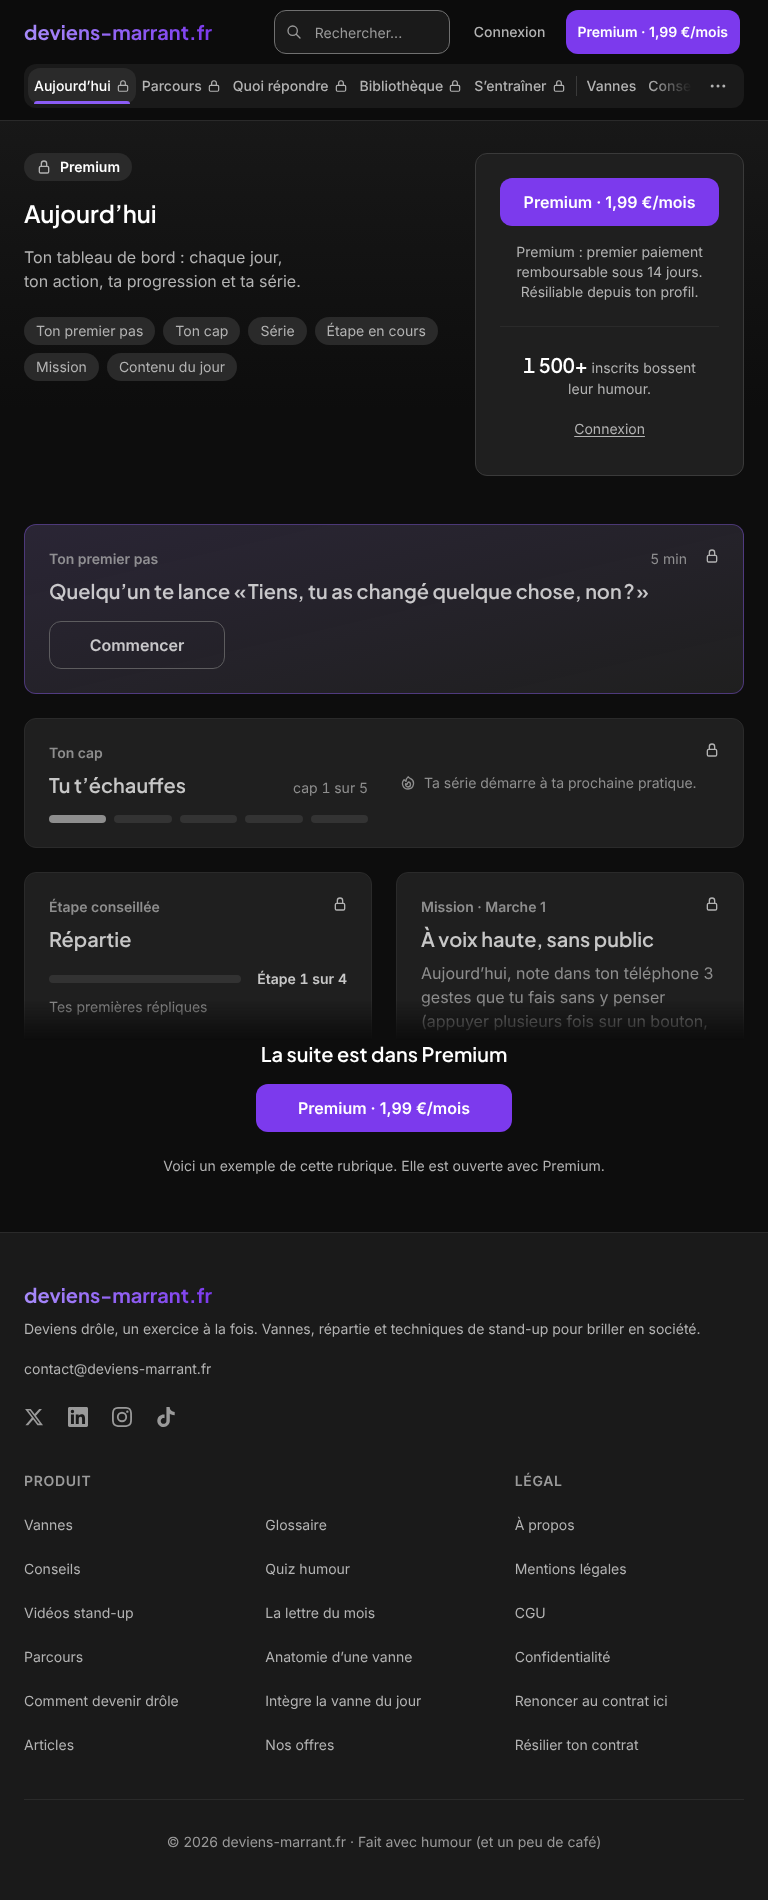 deviens-marrant.fr
Rechercher...
Connexion
Premium · 1,99 €/mois
Aujourd’hui
Parcours
Quoi répondre
Bibliothèque
S’entraîner
Vannes
Conse
Premium
Aujourd’hui
Ton tableau de bord : chaque jour,
ton action, ta progression et ta série.
Ton premier pas
Ton cap
Série
Étape en cours
Mission
Contenu du jour
Premium · 1,99 €/mois
Premium : premier paiement
remboursable sous 14 jours.
Résiliable depuis ton profil.
1 500+ inscrits bossent
leur humour.
Connexion
Ton premier pas
5 min
Quelqu’un te lance « Tiens, tu as changé quelque chose, non ? »
Commencer
Ton cap
Tu t’échauffes
cap 1 sur 5
Ta série démarre à ta prochaine pratique.
Étape conseillée
Répartie
Étape 1 sur 4
Tes premières répliques
Mission · Marche 1
À voix haute, sans public
Aujourd’hui, note dans ton téléphone 3
gestes que tu fais sans y penser
(appuyer plusieurs fois sur un bouton,
La suite est dans Premium
Premium · 1,99 €/mois
Voici un exemple de cette rubrique. Elle est ouverte avec Premium.
deviens-marrant.fr
Deviens drôle, un exercice à la fois. Vannes, répartie et techniques de stand-up pour briller en société.
contact@deviens-marrant.fr
PRODUIT
Vannes
Conseils
Vidéos stand-up
Parcours
Comment devenir drôle
Articles
Glossaire
Quiz humour
La lettre du mois
Anatomie d’une vanne
Intègre la vanne du jour
Nos offres
LÉGAL
À propos
Mentions légales
CGU
Confidentialité
Renoncer au contrat ici
Résilier ton contrat
© 2026 deviens-marrant.fr · Fait avec humour (et un peu de café)